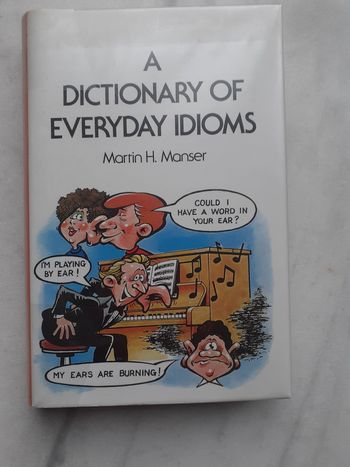 A
DICTIONARY OF
EVERYDAY IDIOMS
Martin H. Manser
COULD I
HAVE A WORD IN
YOUR EAR?
I'M PLAYING
BY EAR!
MY EARS ARE BURNING!